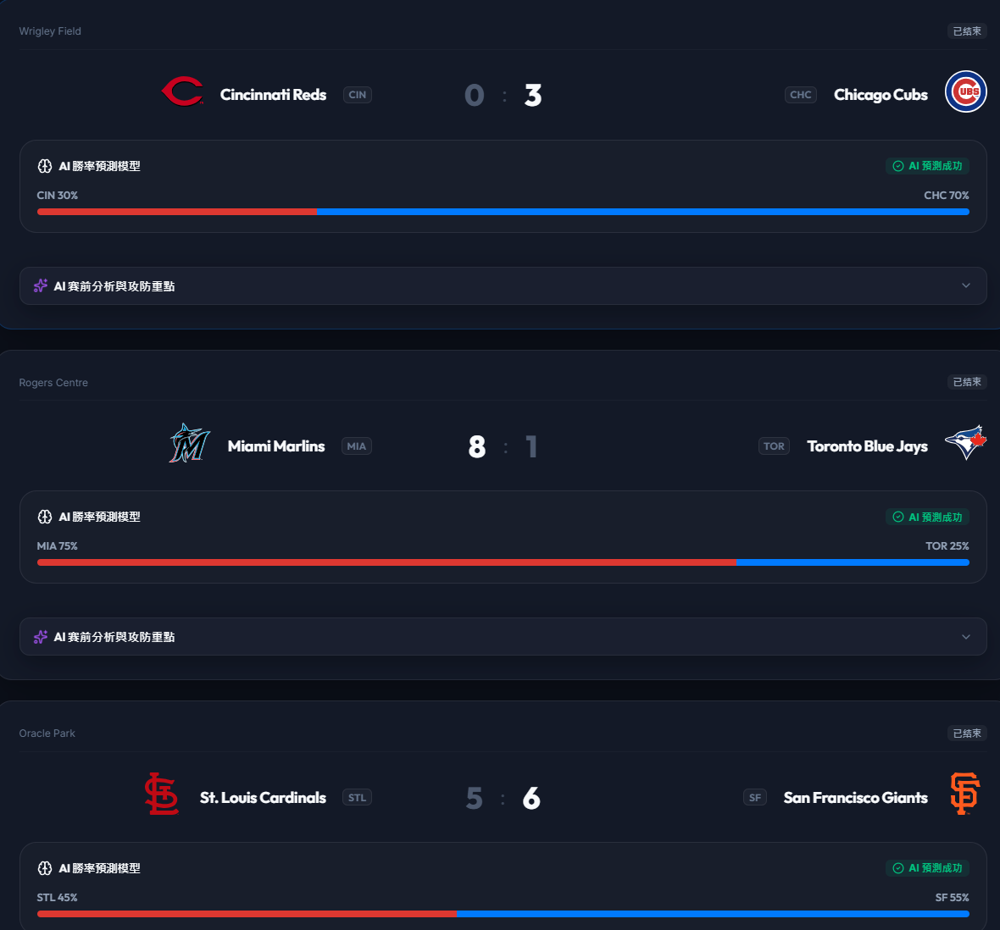 Wrigley Field 已结束
Cincinnati Reds CIN 0 : 3 CHC Chicago Cubs CUBS
AI 勝率預測模型 AI 預測成功
CIN 30% CHC 70%
AI 賽前分析與攻防重點
Rogers Centre 已结束
Miami Marlins MIA 8 : 1 TOR Toronto Blue Jays
AI 勝率預測模型 AI 預測成功
MIA 75% TOR 25%
AI 賽前分析與攻防重點
Oracle Park 已结束
St. Louis Cardinals STL 5 : 6 SF San Francisco Giants
AI 勝率預測模型 AI 預測成功
STL 45% SF 55%